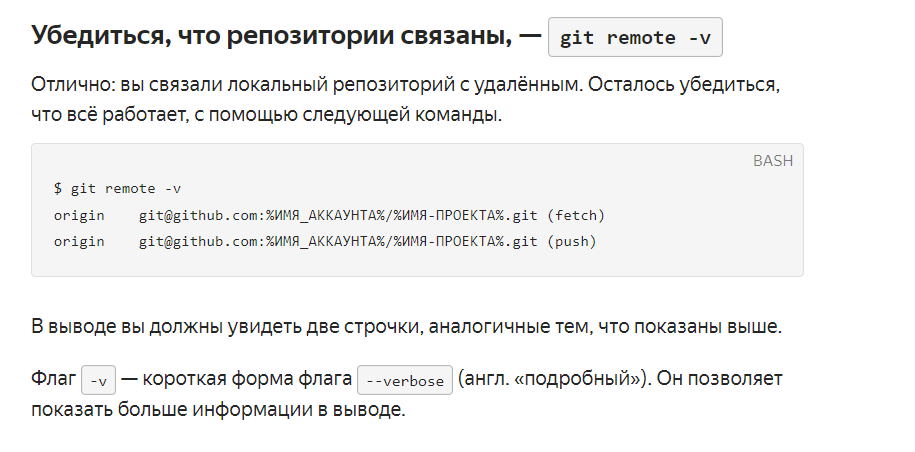 Убедиться, что репозитории связаны, — git remote -v
Отлично: вы связали локальный репозиторий с удалённым. Осталось убедиться,
что всё работает, с помощью следующей команды.
BASH
$ git remote -v
origin    git@github.com:%ИМЯ_АККАУНТА%/%ИМЯ-ПРОЕКТА%.git (fetch)
origin    git@github.com:%ИМЯ_АККАУНТА%/%ИМЯ-ПРОЕКТА%.git (push)
В выводе вы должны увидеть две строчки, аналогичные тем, что показаны выше.
Флаг -v — короткая форма флага --verbose (англ. «подробный»). Он позволяет
показать больше информации в выводе.